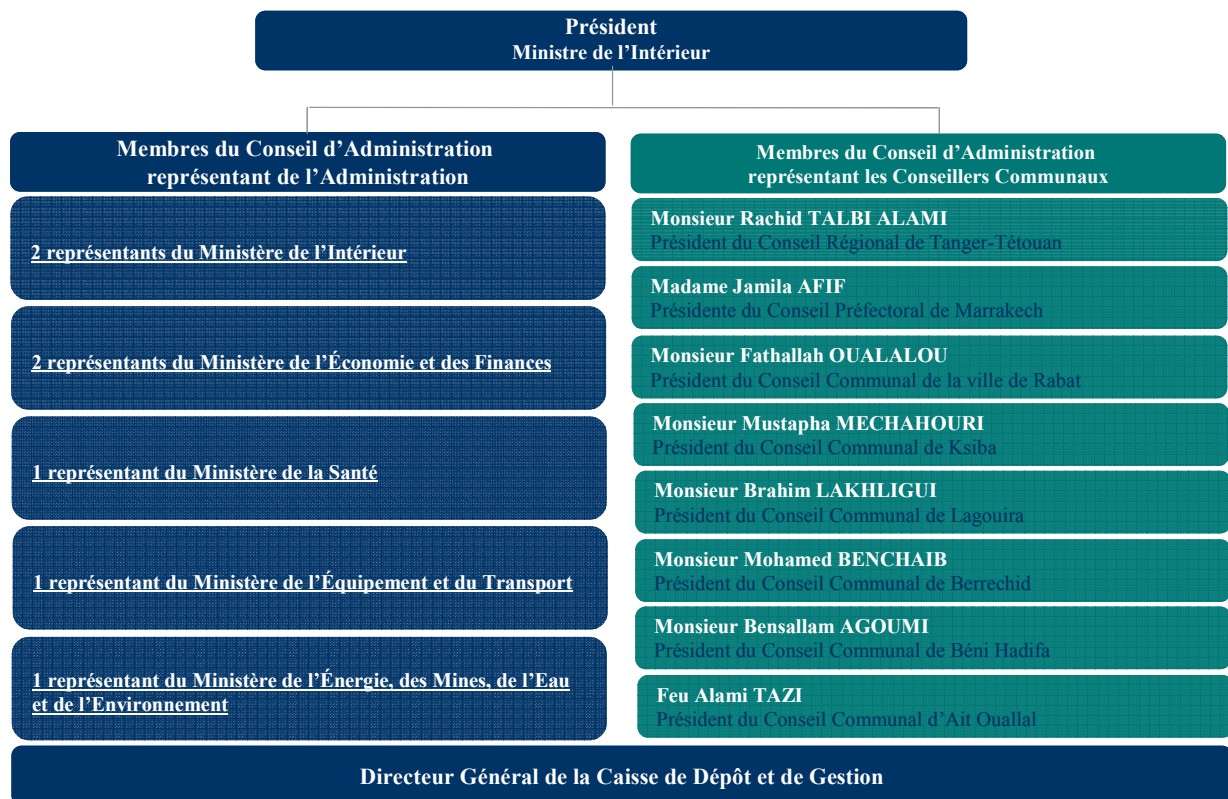 Président
Ministre de l’Intérieur
Membres du Conseil d’Administration
représentant de l’Administration
2 représentants du Ministère de l’Intérieur
2 représentants du Ministère de l’Économie et des Finances
1 représentant du Ministère de la Santé
1 représentant du Ministère de l’Équipement et du Transport
1 représentant du Ministère de l’Énergie, des Mines, de l’Eau
et de l’Environnement
Membres du Conseil d’Administration
représentant les Conseillers Communaux
Monsieur Rachid TALBI ALAMI
Président du Conseil Régional de Tanger-Tétouan
Madame Jamila AFIF
Présidente du Conseil Préfectoral de Marrakech
Monsieur Fathallah OUALALOU
Président du Conseil Communal de la ville de Rabat
Monsieur Mustapha MECHAHOURI
Président du Conseil Communal de Ksiba
Monsieur Brahim LAKHLIGUI
Président du Conseil Communal de Lagouira
Monsieur Mohamed BENCHAIB
Président du Conseil Communal de Berrechid
Monsieur Bensallam AGOUMI
Président du Conseil Communal de Béni Hadifa
Feu Alami TAZI
Président du Conseil Communal d’Ait Ouallal
Directeur Général de la Caisse de Dépôt et de Gestion